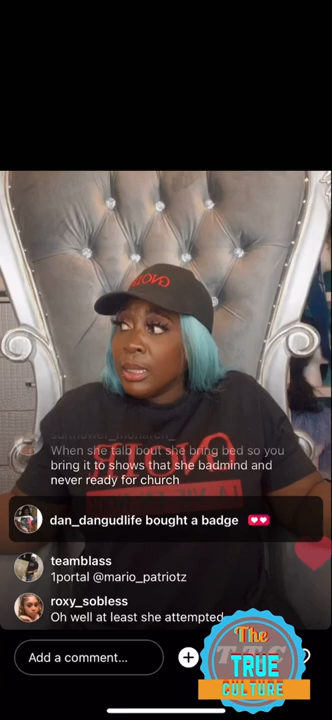 When she talk bout she bring bed so you
bring it to shows that she badmind and
never ready for church
dan_dangudlife bought a badge
teamblass
1portal @mario_patriotz
roxy_sobless
Oh well at least she attempted
Add a comment...
The
TRUE
CULTURE